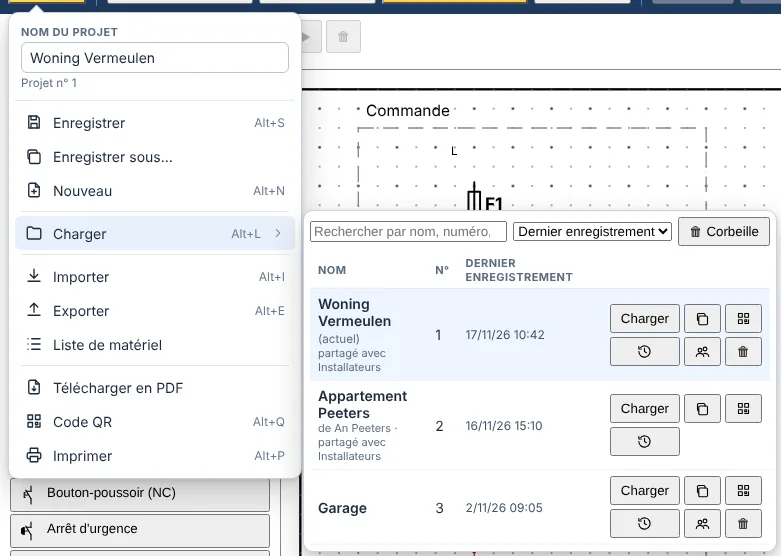 NOM DU PROJET
Woning Vermeulen
Projet n° 1
Enregistrer Alt+S
Enregistrer sous...
Nouveau Alt+N
Charger Alt+L
Importer Alt+I
Exporter Alt+E
Liste de matériel
Télécharger en PDF
Code QR Alt+Q
Imprimer Alt+P
Bouton-poussoir (NC)
Arrêt d'urgence
Commande
L
F1
Rechercher par nom, numéro,
Dernier enregistrement
Corbeille
NOM N° DERNIER
ENREGISTREMENT
Woning
Vermeulen
(actuel)
partagé avec
Installateurs
1 17/11/26 10:42
Charger
Appartement
Peeters
de An Peeters ·
partagé avec
Installateurs
2 16/11/26 15:10
Charger
Garage 3 2/11/26 09:05
Charger